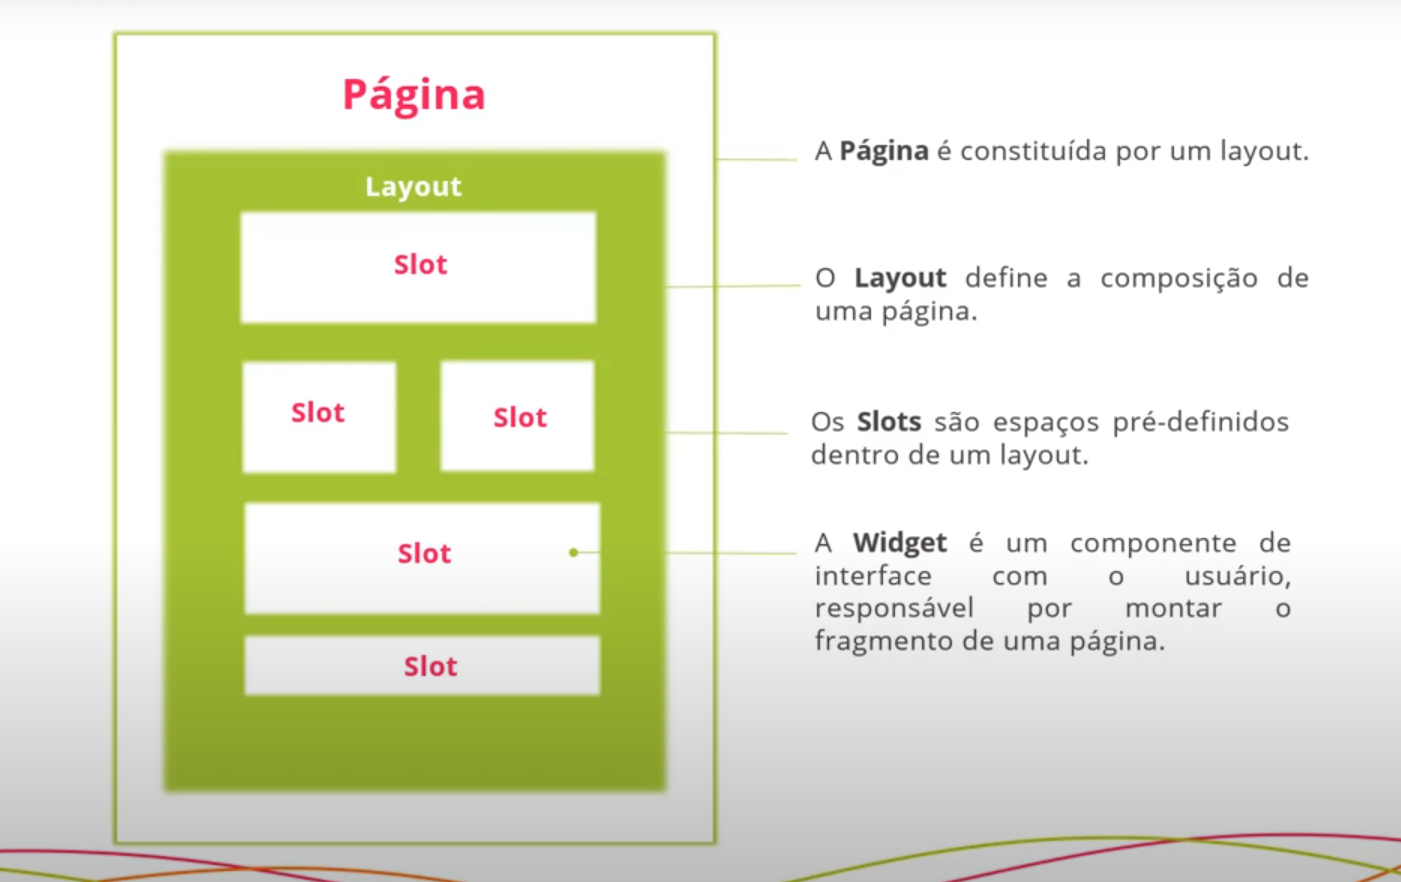 Página
Layout
Slot
Slot
Slot
Slot
Slot
A Página é constituída por um layout.
O Layout define a composição de
uma página.
Os Slots são espaços pré-definidos
dentro de um layout.
A Widget é um componente de
interface com o usuário,
responsável por montar o
fragmento de uma página.